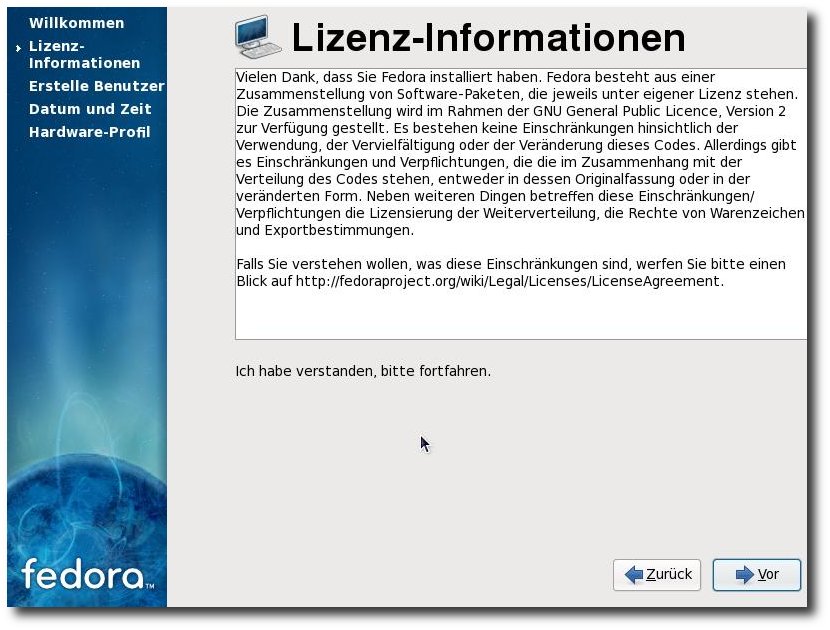 Willkommen
Lizenz-
Informationen
Erstelle Benutzer
Datum und Zeit
Hardware-Profil
fedora™
Lizenz-Informationen
Vielen Dank, dass Sie Fedora installiert haben. Fedora besteht aus einer
Zusammenstellung von Software-Paketen, die jeweils unter eigener Lizenz stehen.
Die Zusammenstellung wird im Rahmen der GNU General Public Licence, Version 2
zur Verfügung gestellt. Es bestehen keine Einschränkungen hinsichtlich der
Verwendung, der Vervielfältigung oder der Veränderung dieses Codes. Allerdings gibt
es Einschränkungen und Verpflichtungen, die die im Zusammenhang mit der
Verteilung des Codes stehen, entweder in dessen Originalfassung oder in der
veränderten Form. Neben weiteren Dingen betreffen diese Einschränkungen/
Verpflichtungen die Lizensierung der Weiterverteilung, die Rechte von Warenzeichen
und Exportbestimmungen.
Falls Sie verstehen wollen, was diese Einschränkungen sind, werfen Sie bitte einen
Blick auf http://fedoraproject.org/wiki/Legal/Licenses/LicenseAgreement.
Ich habe verstanden, bitte fortfahren.
Zurück
Vor